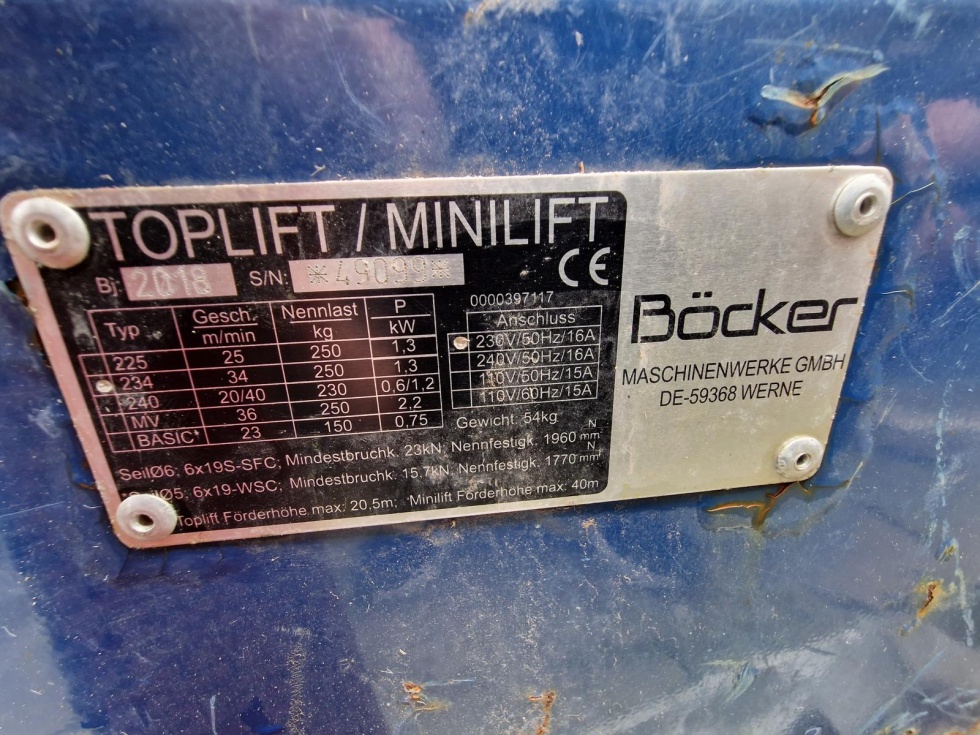 TOPLIFT / MINILIFT
Bj: 2018 S/N: *49099*
CE
0000397117
Typ Gesch. m/min Nennlast kg P kW
225 25 250 1,3
234 34 250 1,3
240 20/40 230 0,6/1,2
MV 36 250 2,2
BASIC* 23 150 0,75
Anschluss
230V/50Hz/16A
240V/50Hz/16A
110V/50Hz/15A
110V/60Hz/15A
Gewicht: 54kg
SeilØ6: 6x19S-SFC; Mindestbruchk. 23kN; Nennfestigk. 1960 N/mm
*SeilØ5: 6x19-WSC; Mindestbruchk. 15.7kN, Nennfestigk. 1770 N/mm
Toplift Förderhöhe max: 20.5m, Minilift Förderhöhe max: 40m
Böcker
MASCHINENWERKE GMBH
DE-59368 WERNE